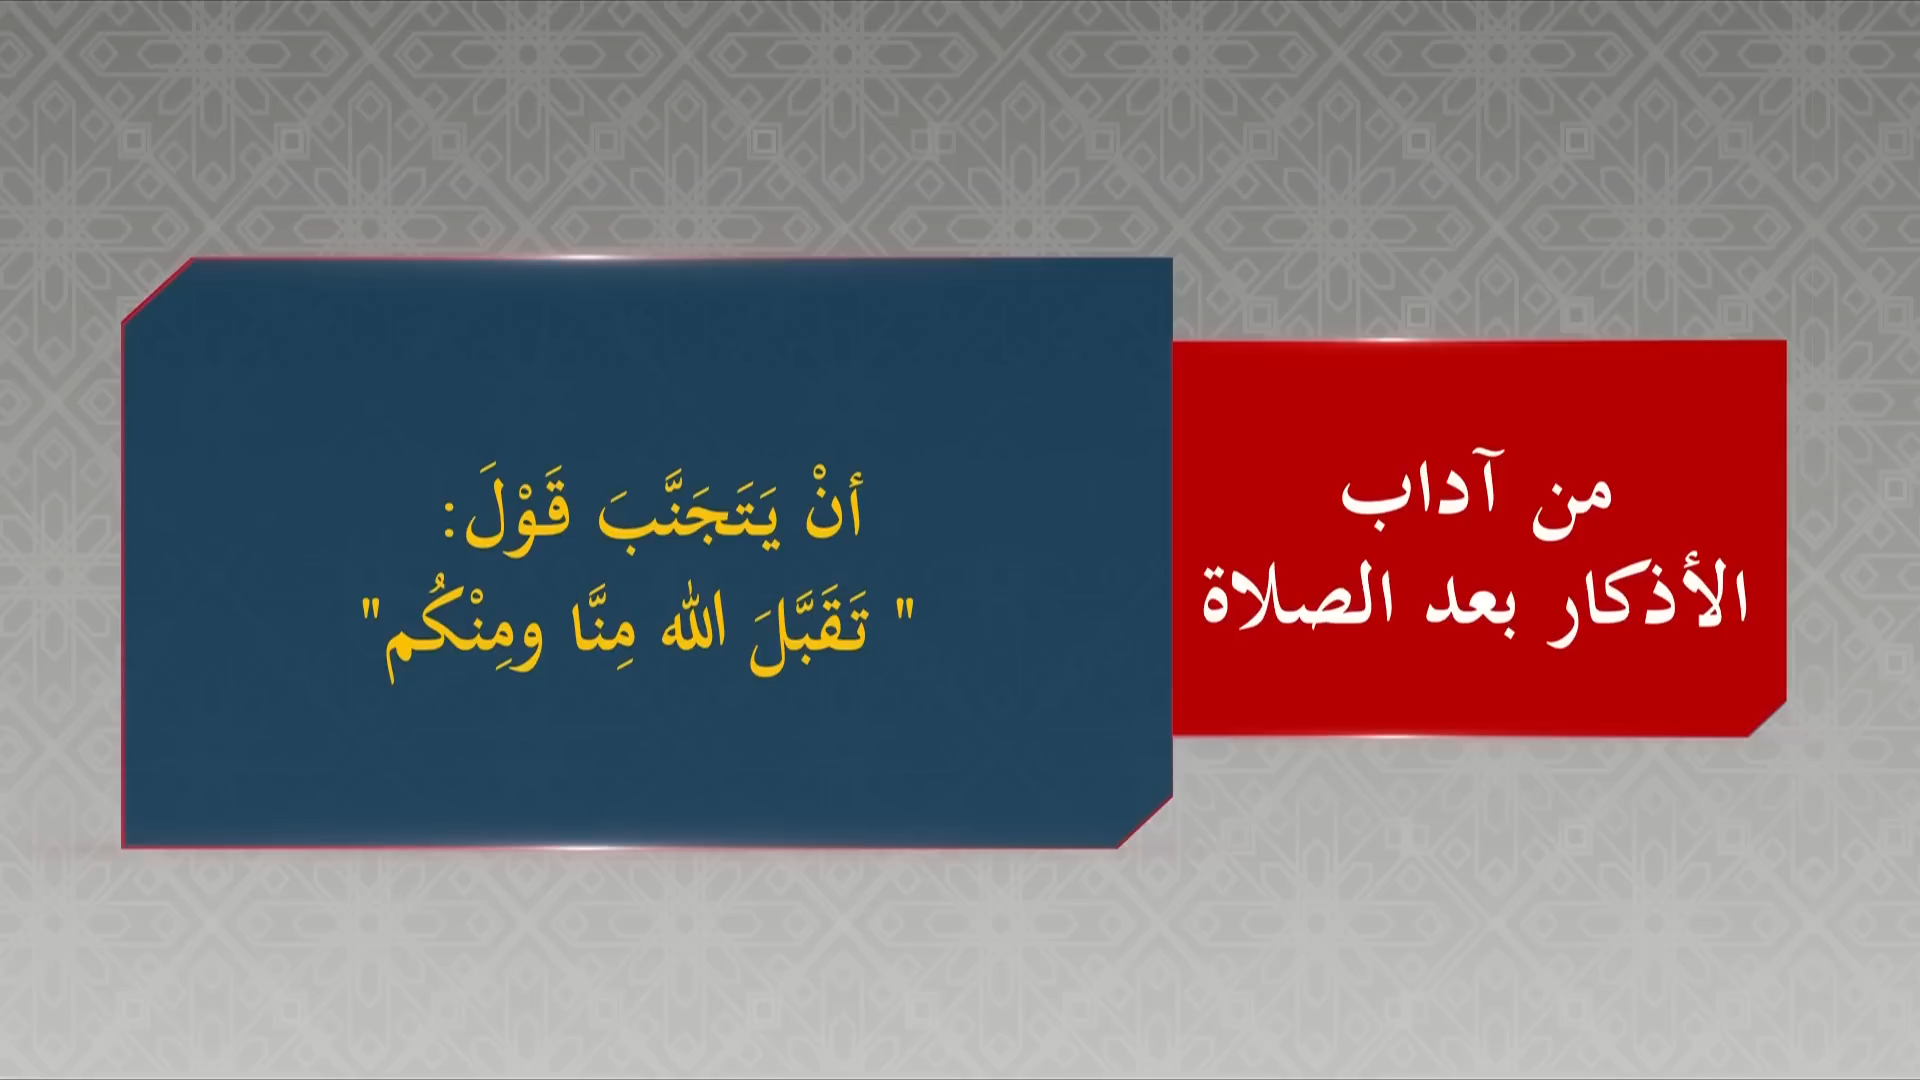 من آداب
الأذكار بعد الصلاة
أنْ يَتَجَنَّبَ قَوْلَ:
" تَقَبَّلَ الله مِنَّا ومِنْكُم"